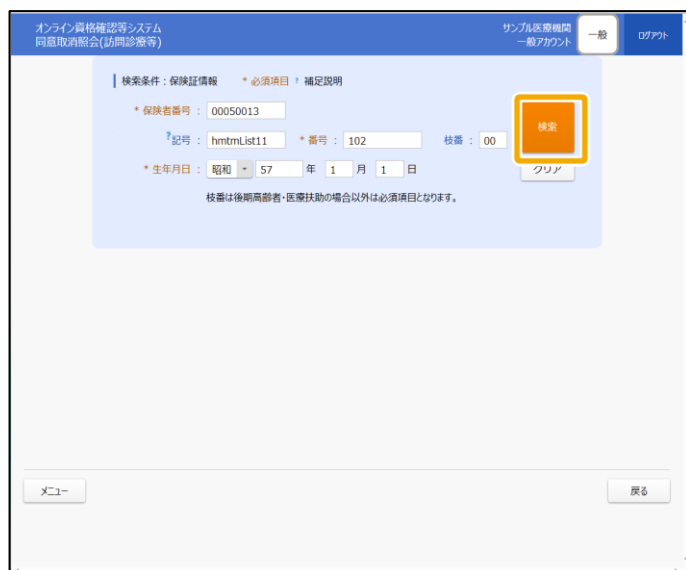 オンライン資格確認等システム
同意取消照会(訪問診療等)
サンプル医療機関
一般アカウント
一般
ログアウト
検索条件：保険証情報 * 必須項目 ? 補足説明
* 保険者番号 : 00050013
検索
?記号 : hmtmList11 * 番号 : 102 枝番 : 00
* 生年月日 : 昭和 57 年 1 月 1 日
クリア
枝番は後期高齢者・医療扶助の場合以外は必須項目となります。
メニュー
戻る